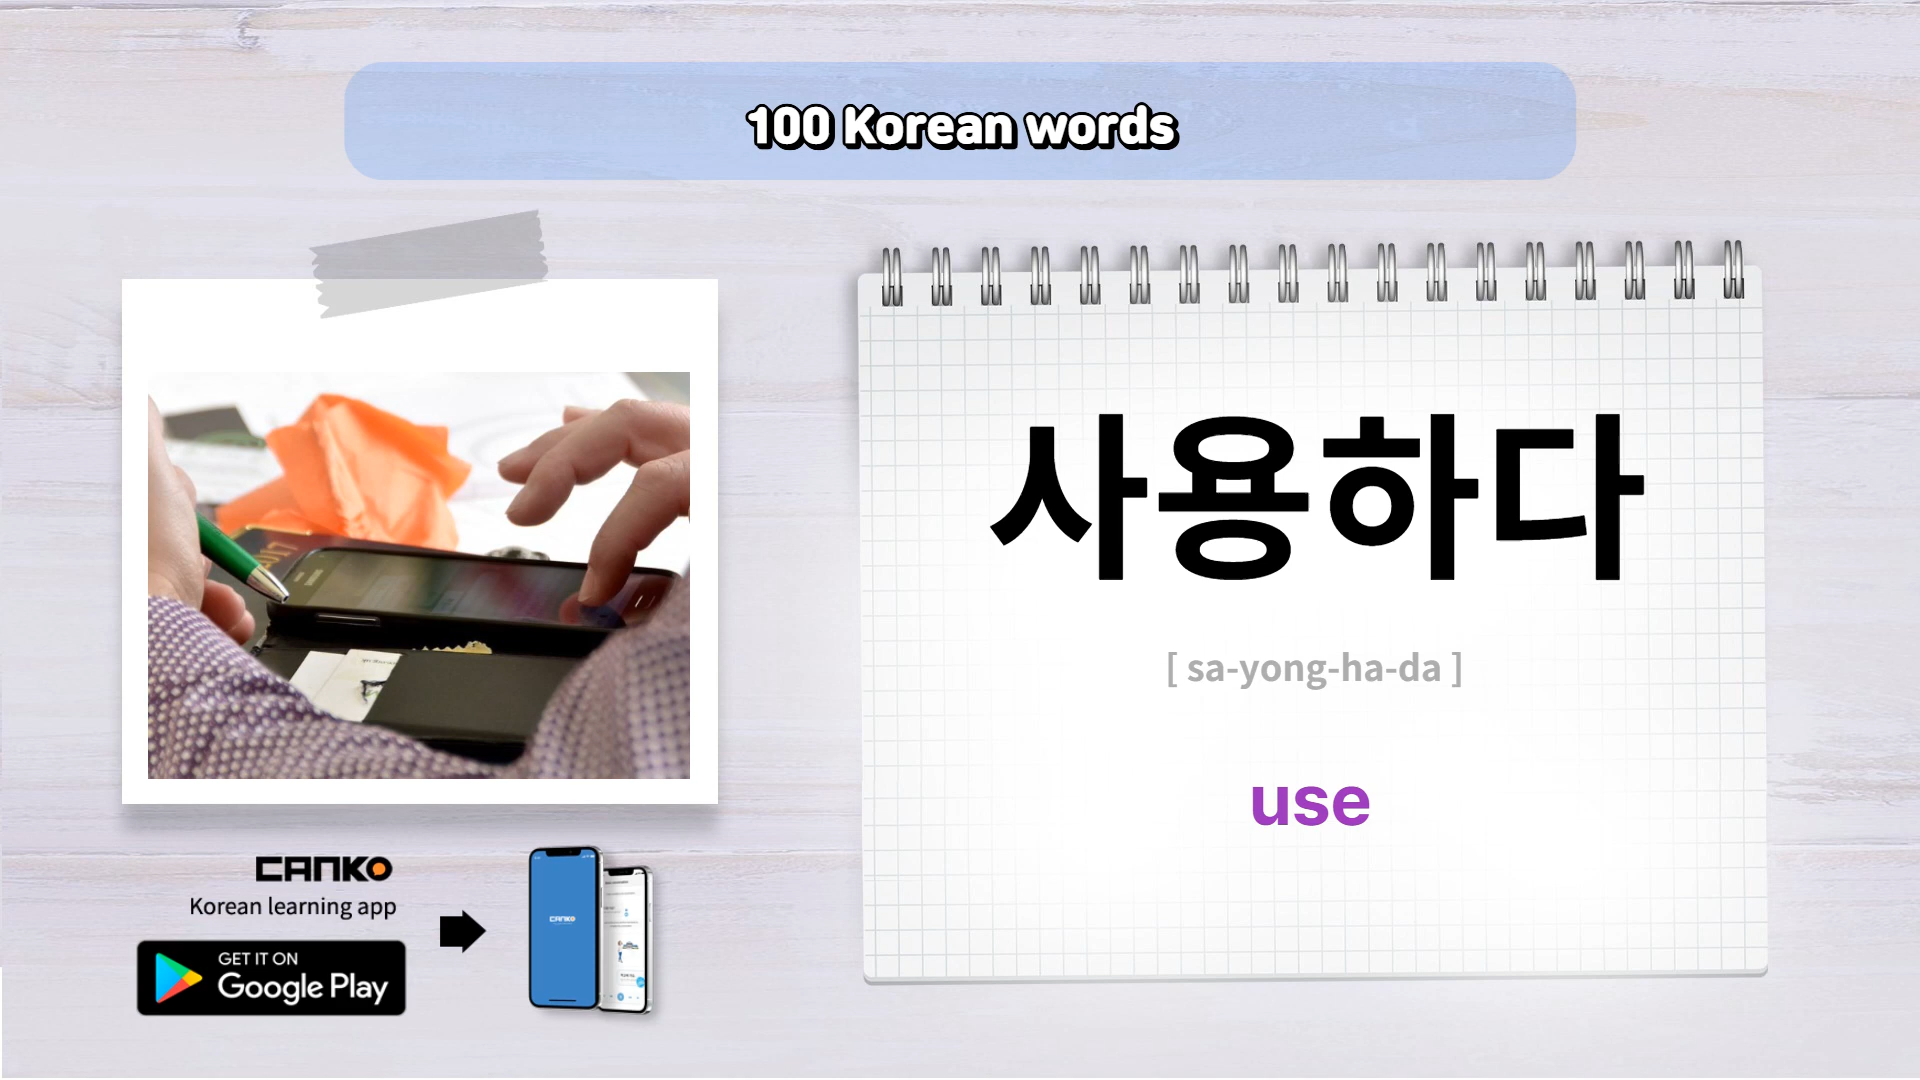 100 Korean words
사용하다
[ sa-yong-ha-da ]
use
CANKO
Korean learning app
GET IT ON
Google Play
CANKO